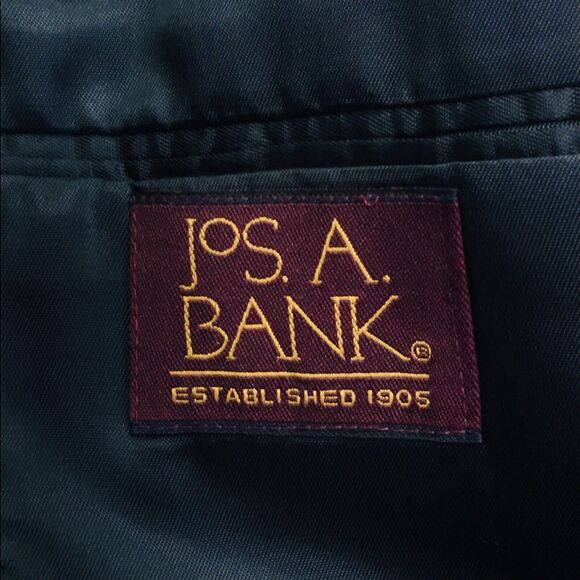 JOS. A.
BANK®
ESTABLISHED 1905